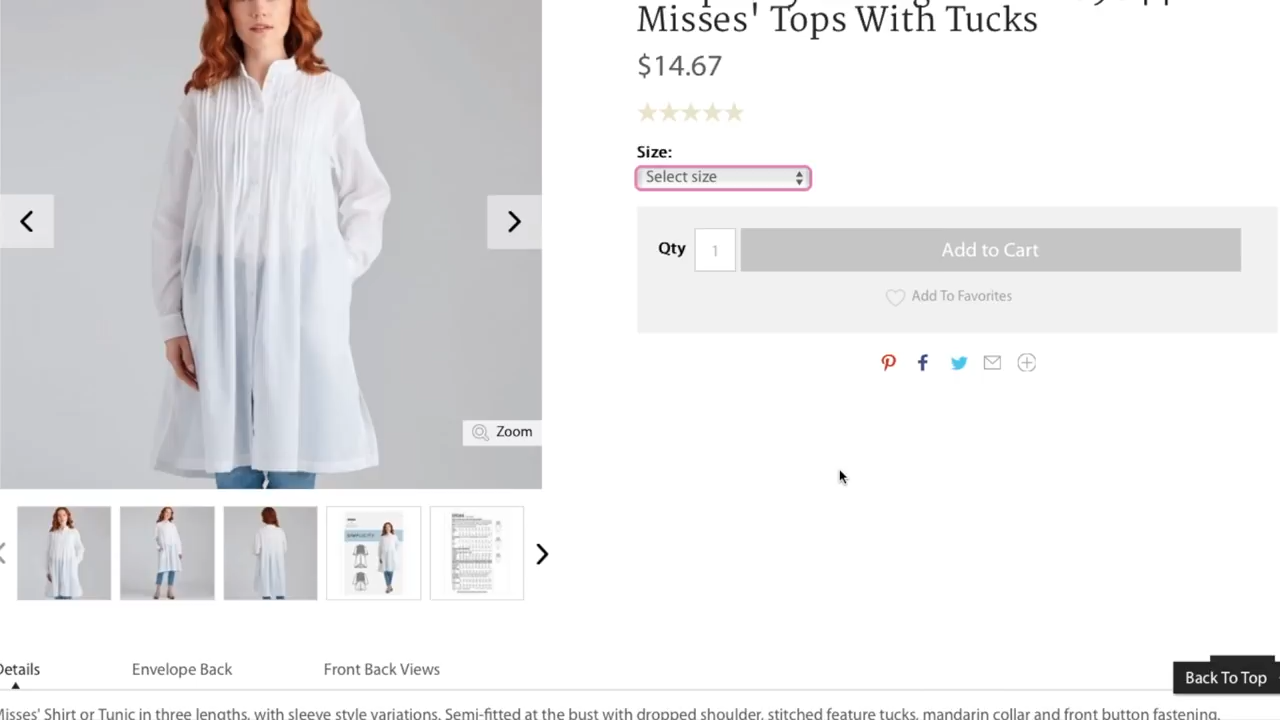 Misses' Tops With Tucks
$14.67
Size:
Select size
Qty
1
Add to Cart
Add To Favorites
Zoom
SIMPLICITY
Details
Envelope Back
Front Back Views
Back To Top
Misses' Shirt or Tunic in three lengths, with sleeve style variations. Semi-fitted at the bust with dropped shoulder, stitched feature tucks, mandarin collar and front button fastening.